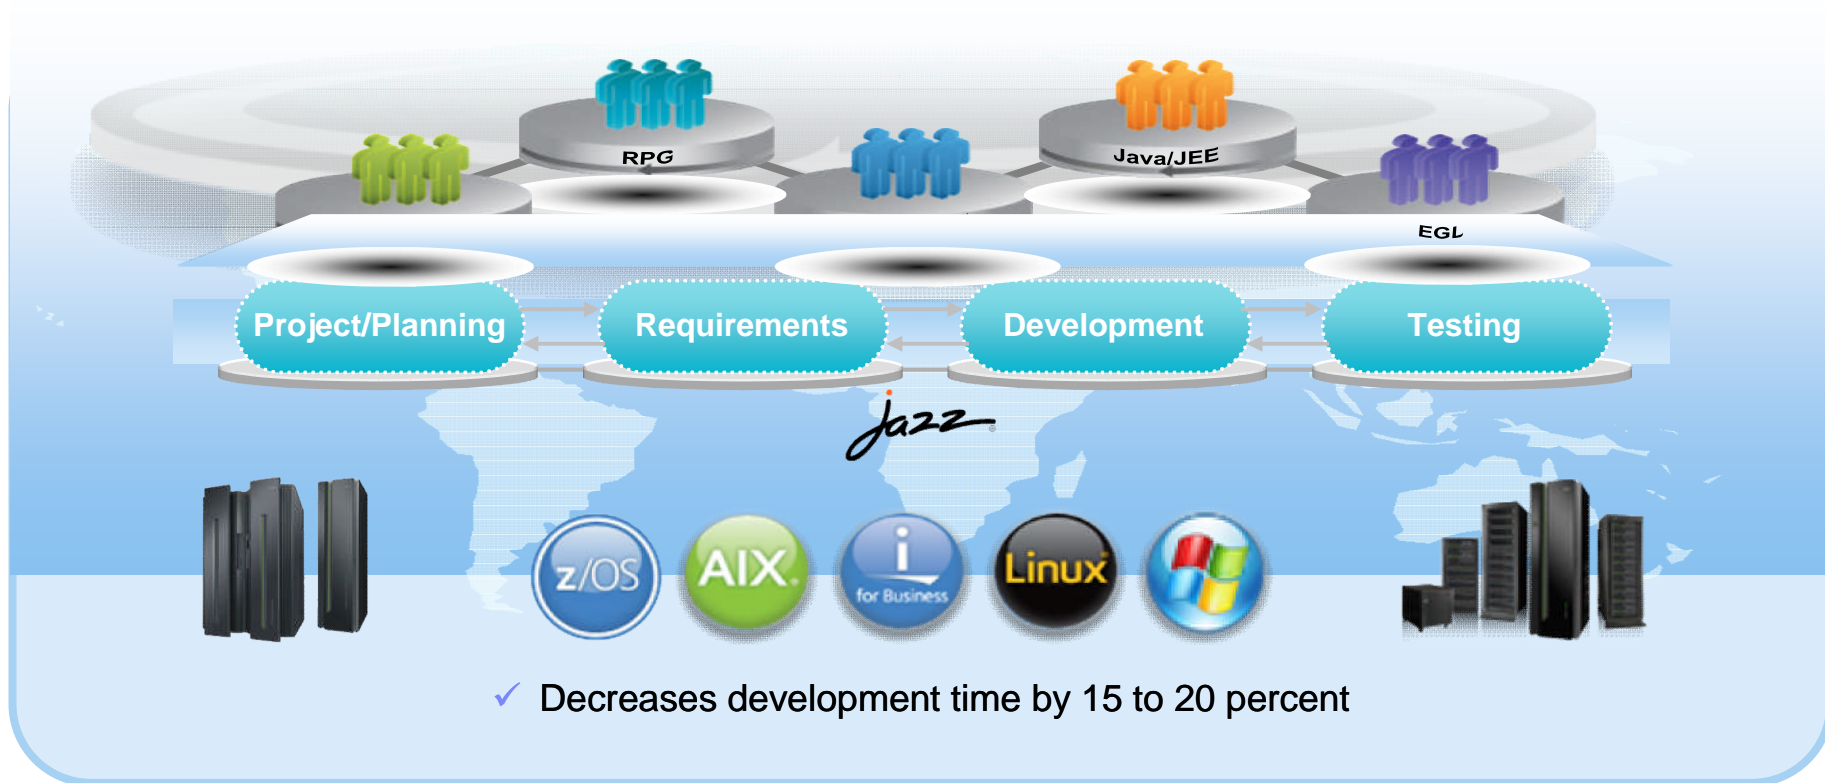 RPG
Java/JEE
EGL
Project/Planning
Requirements
Development
Testing
jazz
z/OS
AIX
i
for Business
Linux
Decreases development time by 15 to 20 percent